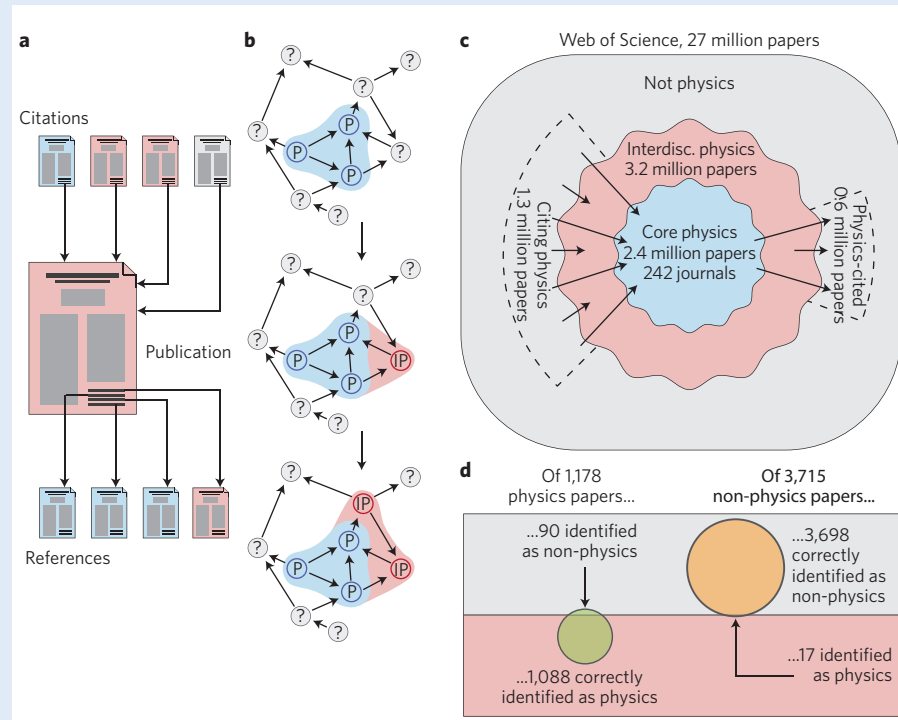 a
Citations
Publication
References
b
?
?
?
?
P
P
?
P
?
?
?
?
?
?
?
P
P
IP
P
?
?
?
?
IP
?
P
P
IP
P
?
?
c
Web of Science, 27 million papers
Not physics
Interdisc. physics
3.2 million papers
Core physics
2.4 million papers
242 journals
Citing physics
1.3 million papers
Physics-cited
0.6 million papers
d
Of 1,178
physics papers...
Of 3,715
non-physics papers...
...90 identified
as non-physics
...3,698
correctly
identified as
non-physics
...1,088 correctly
identified as physics
...17 identified
as physics